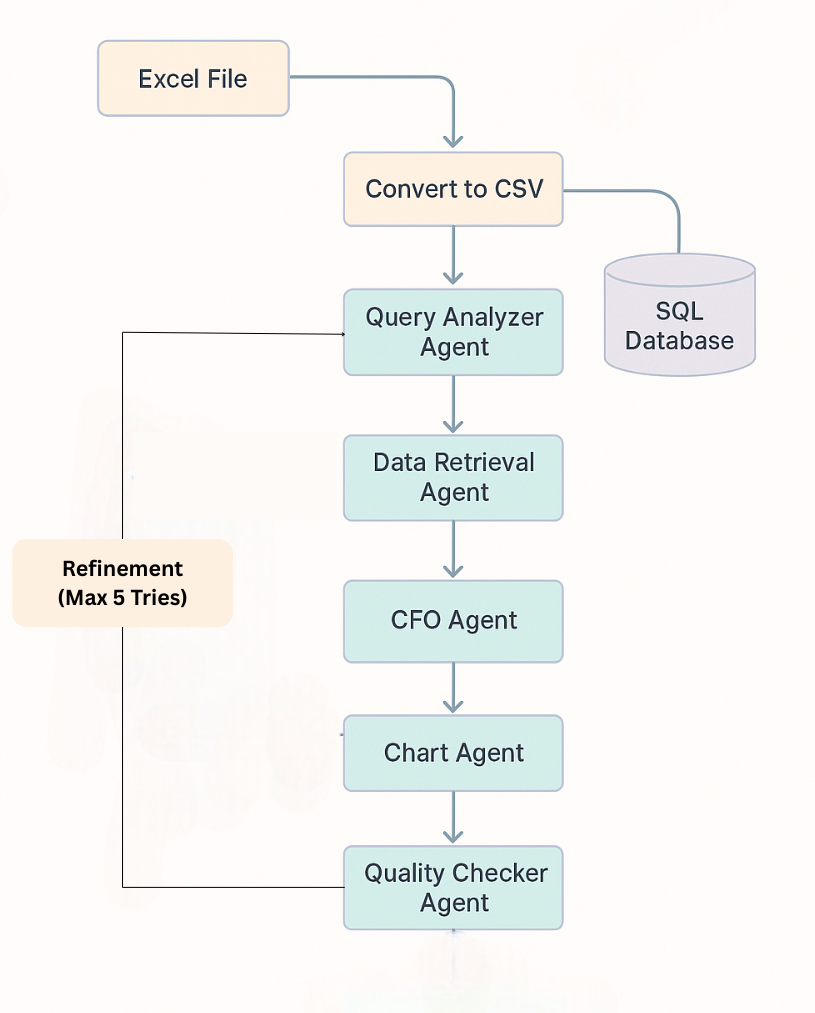 Excel File
Convert to CSV
SQL
Database
Query Analyzer
Agent
Data Retrieval
Agent
Refinement
(Max 5 Tries)
CFO Agent
Chart Agent
Quality Checker
Agent